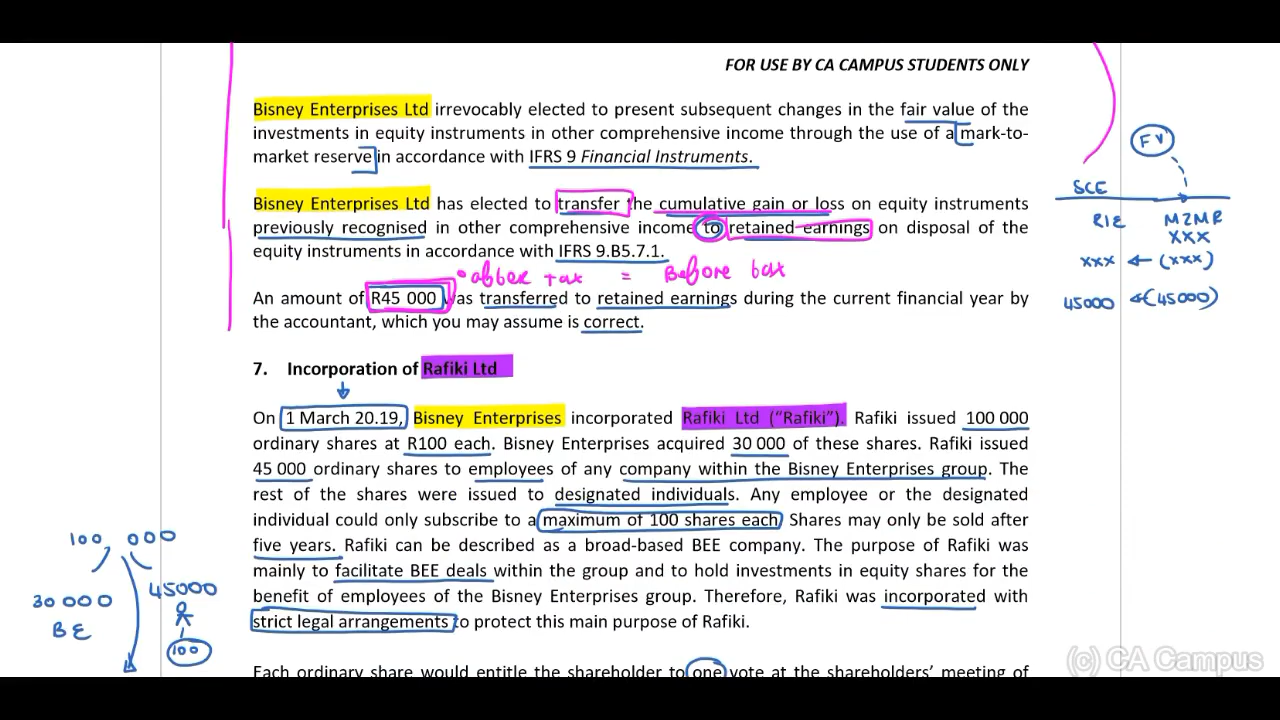 FOR USE BY CA CAMPUS STUDENTS ONLY
Bisney Enterprises Ltd irrevocably elected to present subsequent changes in the fair value of the
investments in equity instruments in other comprehensive income through the use of a mark-to-
market reserve in accordance with IFRS 9 Financial Instruments.
FV
SCE
Bisney Enterprises Ltd has elected to transfer the cumulative gain or loss on equity instruments
previously recognised in other comprehensive income to retained earnings on disposal of the
equity instruments in accordance with IFRS 9.B5.7.1.
RIE M2MR
XXX
xxx (xxx)
45000 (45000)
after tax = Before tax
An amount of R45 000 was transferred to retained earnings during the current financial year by
the accountant, which you may assume is correct.
7. Incorporation of Rafiki Ltd
On 1 March 20.19, Bisney Enterprises incorporated Rafiki Ltd (“Rafiki”). Rafiki issued 100 000
ordinary shares at R100 each. Bisney Enterprises acquired 30 000 of these shares. Rafiki issued
45 000 ordinary shares to employees of any company within the Bisney Enterprises group. The
rest of the shares were issued to designated individuals. Any employee or the designated
individual could only subscribe to a maximum of 100 shares each. Shares may only be sold after
five years. Rafiki can be described as a broad-based BEE company. The purpose of Rafiki was
mainly to facilitate BEE deals within the group and to hold investments in equity shares for the
benefit of employees of the Bisney Enterprises group. Therefore, Rafiki was incorporated with
strict legal arrangements to protect this main purpose of Rafiki.
100 000
30 000 45000
BE
100
Each ordinary share would entitle the shareholder to one vote at the shareholders’ meeting of
(c) CA Campus